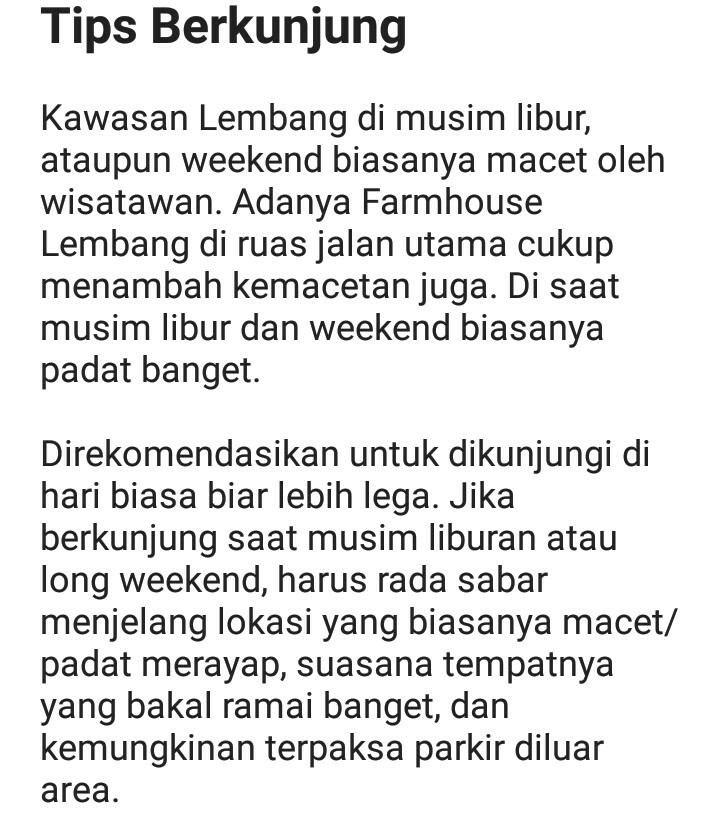 Tips Berkunjung
Kawasan Lembang di musim libur,
ataupun weekend biasanya macet oleh
wisatawan. Adanya Farmhouse
Lembang di ruas jalan utama cukup
menambah kemacetan juga. Di saat
musim libur dan weekend biasanya
padat banget.
Direkomendasikan untuk dikunjungi di
hari biasa biar lebih lega. Jika
berkunjung saat musim liburan atau
long weekend, harus rada sabar
menjelang lokasi yang biasanya macet/
padat merayap, suasana tempatnya
yang bakal ramai banget, dan
kemungkinan terpaksa parkir diluar
area.